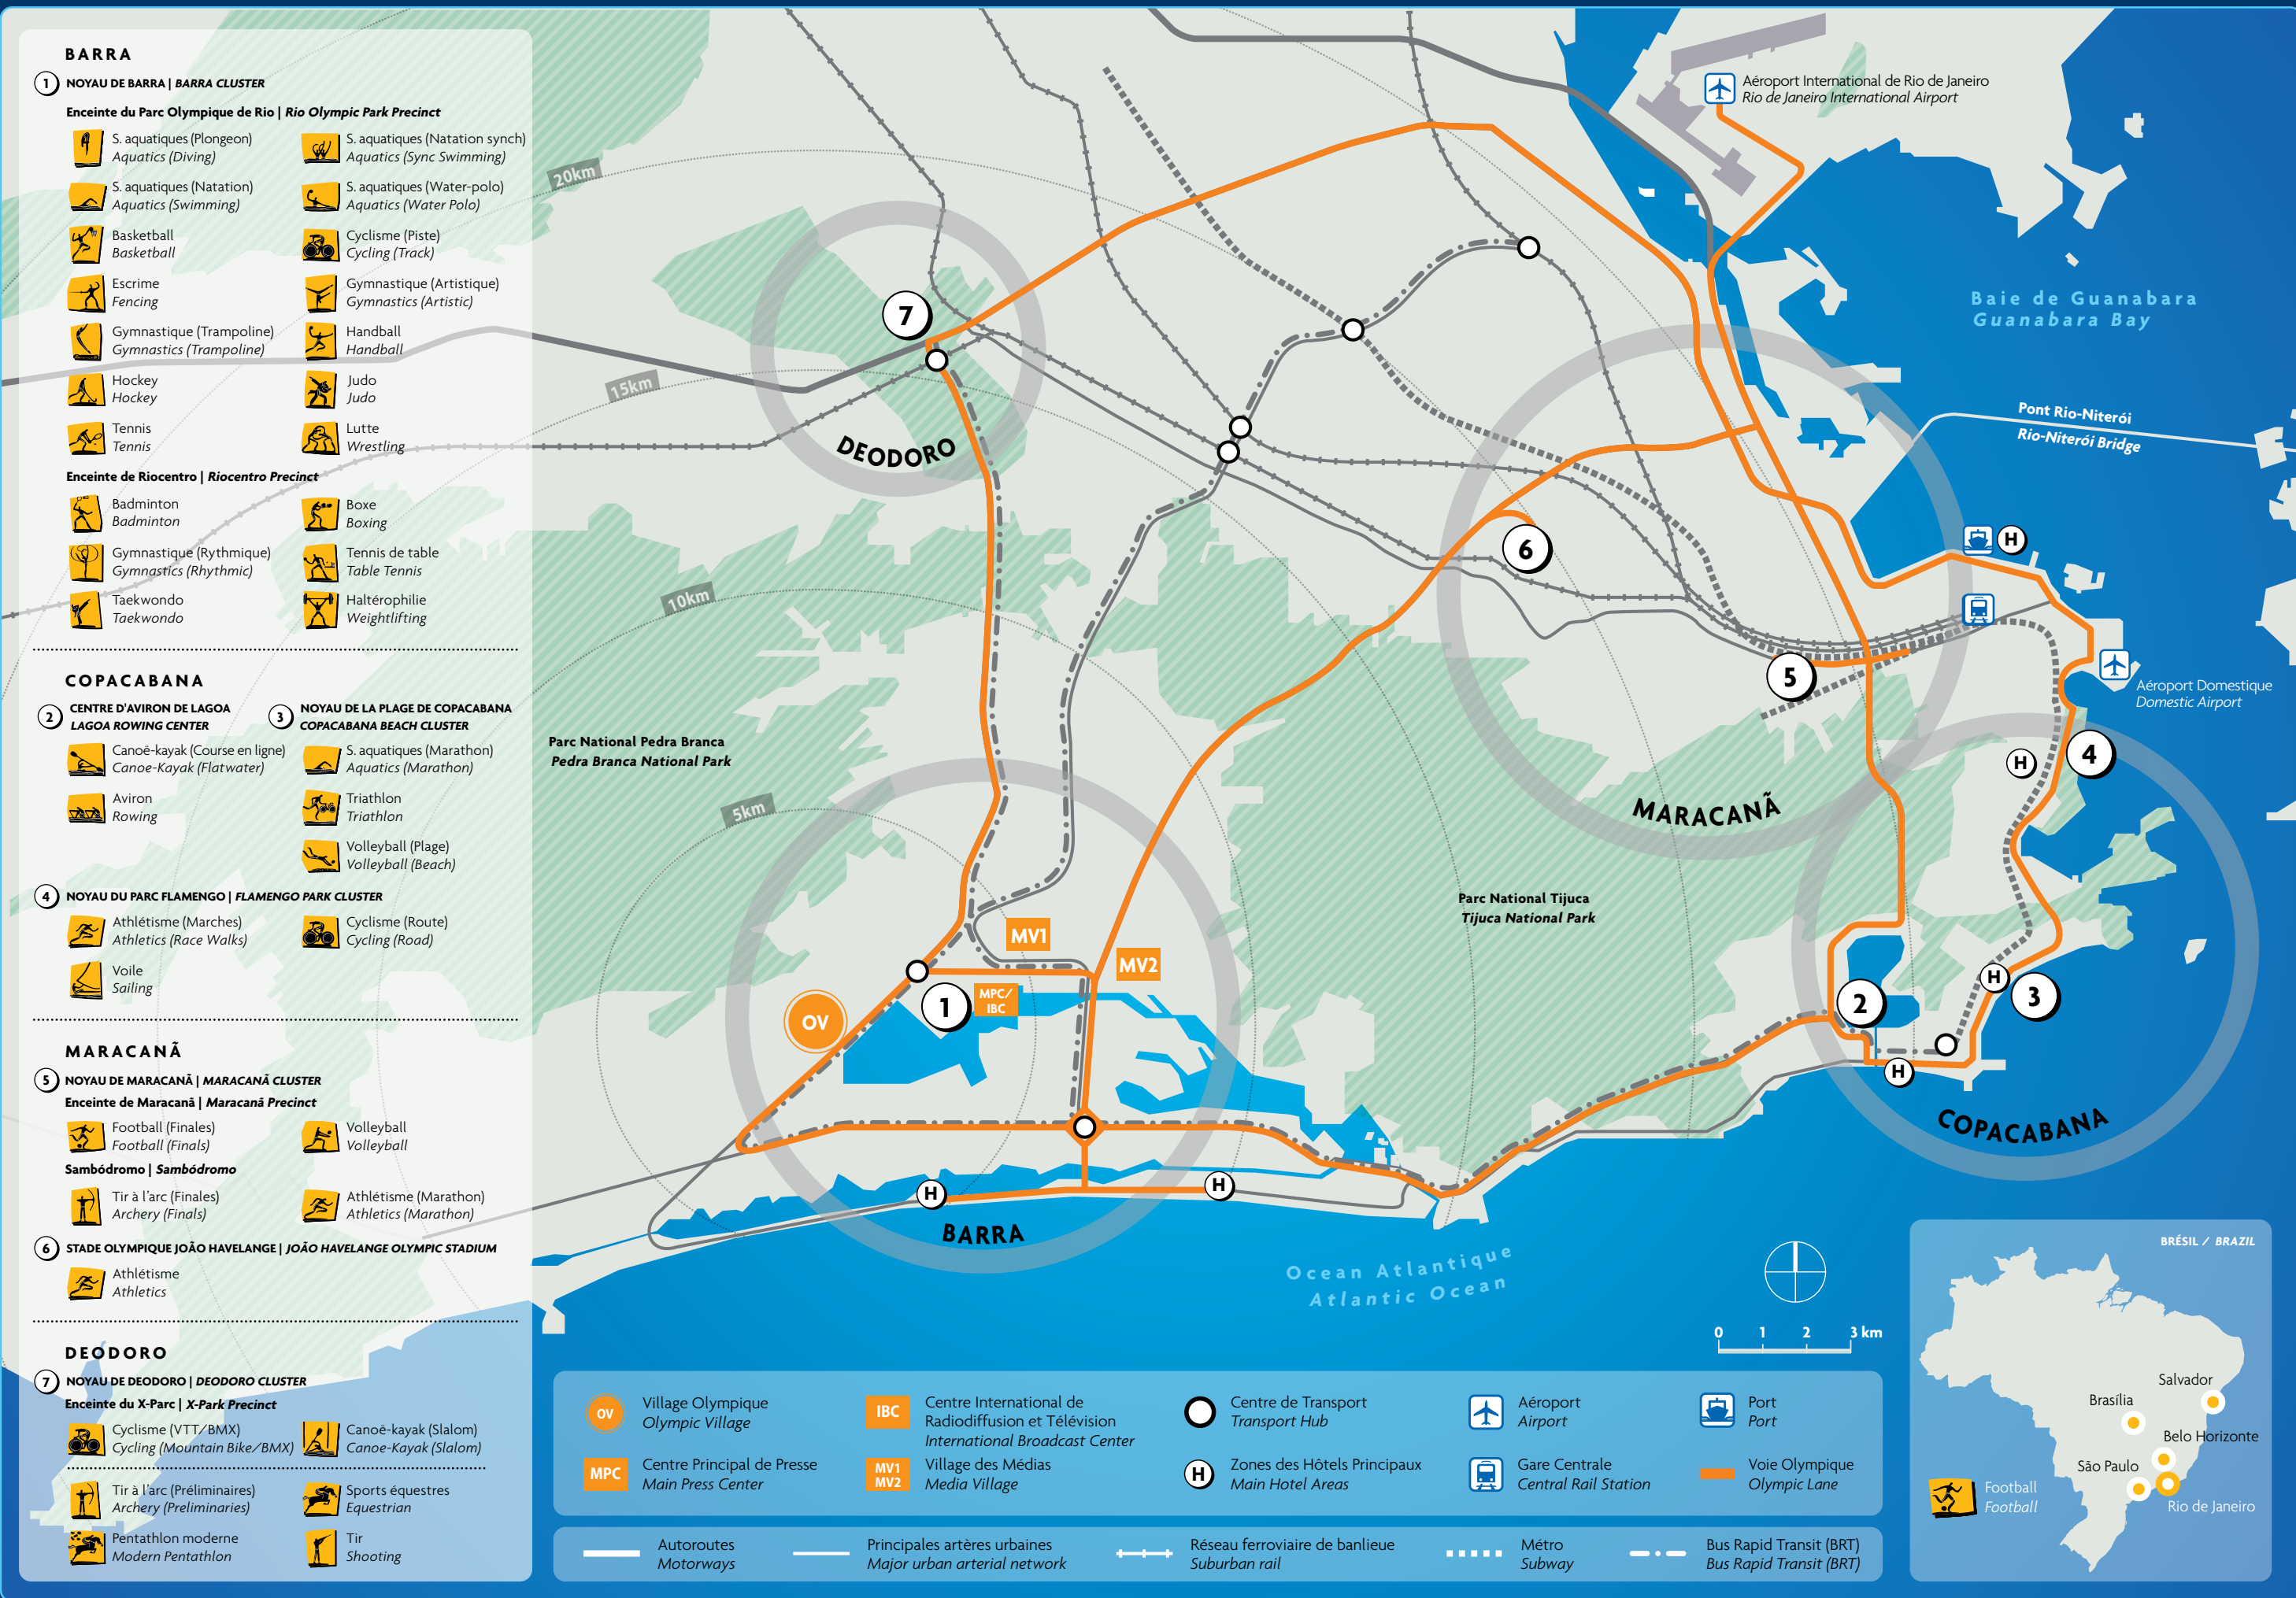 BARRA
1 NOYAU DE BARRA | BARRA CLUSTER
Enceinte du Parc Olympique de Rio | Rio Olympic Park Precinct
S. aquatiques (Plongeon)
Aquatics (Diving)
S. aquatiques (Natation synch)
Aquatics (Sync Swimming)
S. aquatiques (Natation)
Aquatics (Swimming)
S. aquatiques (Water-polo)
Aquatics (Water Polo)
Basketball
Basketball
Cyclisme (Piste)
Cycling (Track)
Escrime
Fencing
Gymnastique (Artistique)
Gymnastics (Artistic)
Gymnastique (Trampoline)
Gymnastics (Trampoline)
Handball
Handball
Hockey
Hockey
Judo
Judo
Tennis
Tennis
Lutte
Wrestling
Enceinte de Riocentro | Riocentro Precinct
Badminton
Badminton
Boxe
Boxing
Gymnastique (Rythmique)
Gymnastics (Rhythmic)
Tennis de table
Table Tennis
Taekwondo
Taekwondo
Haltérophilie
Weightlifting
COPACABANA
2 CENTRE D'AVIRON DE LAGOA
LAGOA ROWING CENTER
3 NOYAU DE LA PLAGE DE COPACABANA
COPACABANA BEACH CLUSTER
Canoë-kayak (Course en ligne)
Canoe-Kayak (Flatwater)
S. aquatiques (Marathon)
Aquatics (Marathon)
Aviron
Rowing
Triathlon
Triathlon
Volleyball (Plage)
Volleyball (Beach)
4 NOYAU DU PARC FLAMENGO | FLAMENGO PARK CLUSTER
Athlétisme (Marches)
Athletics (Race Walks)
Cyclisme (Route)
Cycling (Road)
Voile
Sailing
MARACANÃ
5 NOYAU DE MARACANÃ | MARACANÃ CLUSTER
Enceinte de Maracanã | Maracanã Precinct
Football (Finales)
Football (Finals)
Volleyball
Volleyball
Sambódromo | Sambódromo
Tir à l'arc (Finales)
Archery (Finals)
Athlétisme (Marathon)
Athletics (Marathon)
6 STADE OLYMPIQUE JOÃO HAVELANGE | JOÃO HAVELANGE OLYMPIC STADIUM
Athlétisme
Athletics
DEODORO
7 NOYAU DE DEODORO | DEODORO CLUSTER
Enceinte du X-Parc | X-Park Precinct
Cyclisme (VTT/BMX)
Cycling (Mountain Bike/BMX)
Canoë-kayak (Slalom)
Canoe-Kayak (Slalom)
Tir à l'arc (Préliminaires)
Archery (Preliminaries)
Sports équestres
Equestrian
Pentathlon moderne
Modern Pentathlon
Tir
Shooting
20km
15km
10km
5km
Aéroport International de Rio de Janeiro
Rio de Janeiro International Airport
Baie de Guanabara
Guanabara Bay
Pont Rio-Niterói
Rio-Niterói Bridge
7
DEODORO
6
H
5
Aéroport Domestique
Domestic Airport
Parc National Pedra Branca
Pedra Branca National Park
H
4
MARACANÃ
Parc National Tijuca
Tijuca National Park
MV1
MV2
OV
1
MPC/
IBC
2
H
3
H
COPACABANA
H
H
BARRA
Ocean Atlantique
Atlantic Ocean
0 1 2 3 km
BRÉSIL / BRAZIL
Salvador
Brasília
Belo Horizonte
São Paulo
Rio de Janeiro
Football
Football
OV
Village Olympique
Olympic Village
IBC
Centre International de
Radiodiffusion et Télévision
International Broadcast Center
Centre de Transport
Transport Hub
Aéroport
Airport
Port
Port
MPC
Centre Principal de Presse
Main Press Center
MV1
MV2
Village des Médias
Media Village
H
Zones des Hôtels Principaux
Main Hotel Areas
Gare Centrale
Central Rail Station
Voie Olympique
Olympic Lane
Autoroutes
Motorways
Principales artères urbaines
Major urban arterial network
Réseau ferroviaire de banlieue
Suburban rail
Métro
Subway
Bus Rapid Transit (BRT)
Bus Rapid Transit (BRT)